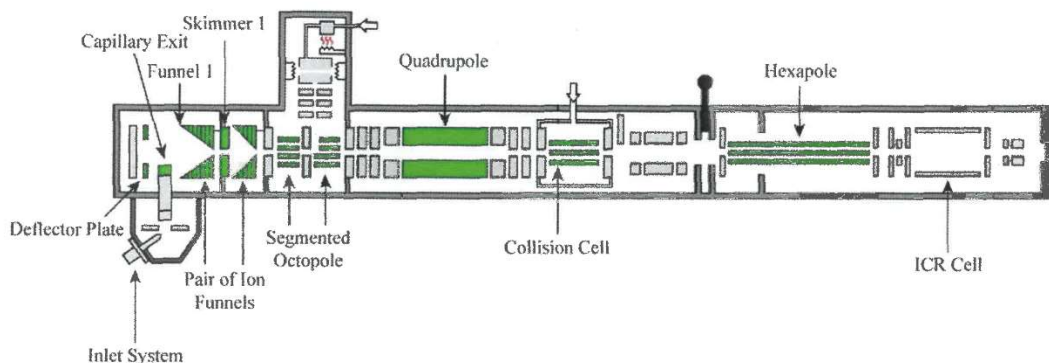 Skimmer 1
Capillary Exit
Funnel 1
Quadrupole
Hexapole
Deflector Plate
Segmented
Octopole
Collision Cell
ICR Cell
Pair of Ion
Funnels
Inlet System